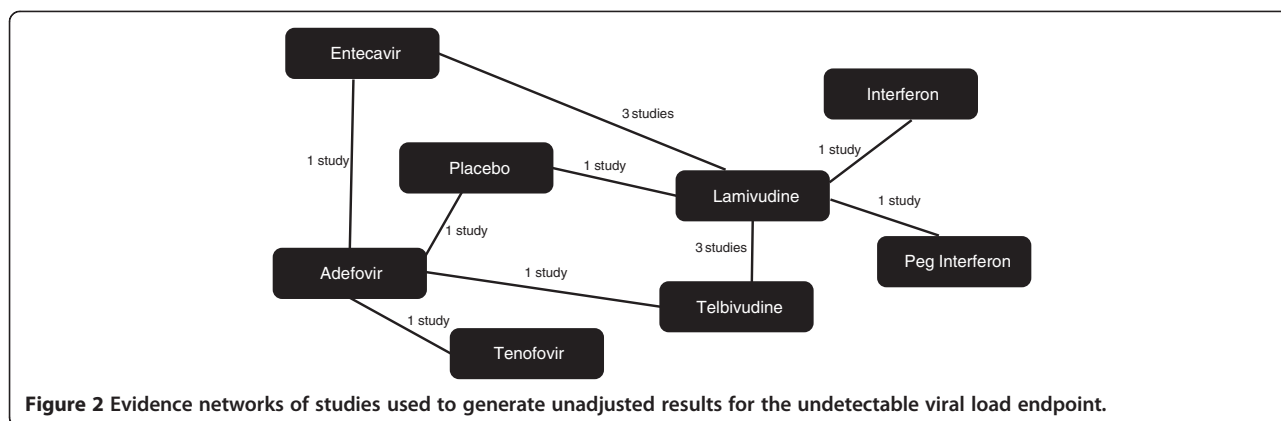 Entecavir
Interferon
3 studies
1 study
Placebo
1 study
1 study
Lamivudine
1 study
1 study
3 studies
Peg Interferon
Adefovir
1 study
Telbivudine
1 study
Tenofovir
Figure 2 Evidence networks of studies used to generate unadjusted results for the undetectable viral load endpoint.